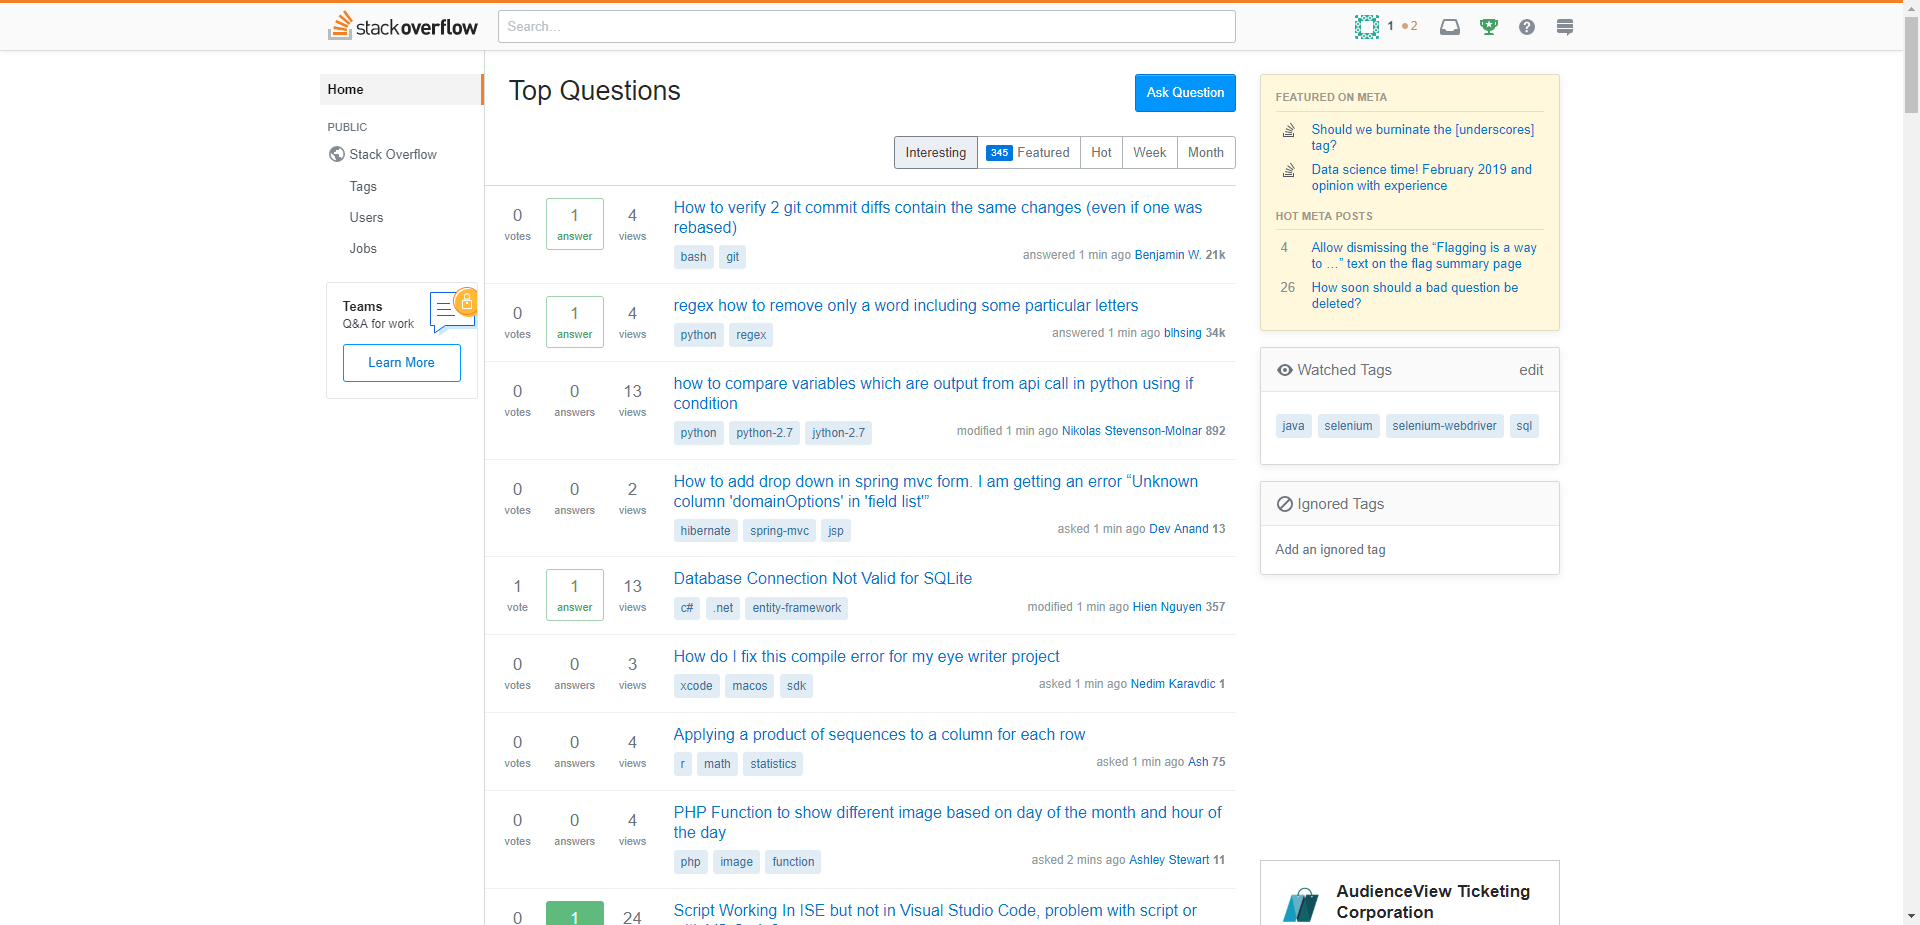 stackoverflow
Search...
1 2
Home
PUBLIC
Stack Overflow
Tags
Users
Jobs
Teams
Q&A for work
Learn More
Top Questions
Ask Question
Interesting
345 Featured
Hot
Week
Month
0 votes
1 answer
4 views
How to verify 2 git commit diffs contain the same changes (even if one was
rebased)
bash git
answered 1 min ago Benjamin W. 21k
0 votes
1 answer
4 views
regex how to remove only a word including some particular letters
python regex
answered 1 min ago blhsing 34k
0 votes
0 answers
13 views
how to compare variables which are output from api call in python using if
condition
python python-2.7 jython-2.7
modified 1 min ago Nikolas Stevenson-Molnar 892
0 votes
0 answers
2 views
How to add drop down in spring mvc form. I am getting an error “Unknown
column 'domainOptions' in 'field list'”
hibernate spring-mvc jsp
asked 1 min ago Dev Anand 13
1 vote
1 answer
13 views
Database Connection Not Valid for SQLite
c# .net entity-framework
modified 1 min ago Hien Nguyen 357
0 votes
0 answers
3 views
How do I fix this compile error for my eye writer project
xcode macos sdk
asked 1 min ago Nedim Karavdic 1
0 votes
0 answers
4 views
Applying a product of sequences to a column for each row
r math statistics
asked 1 min ago Ash 75
0 votes
0 answers
4 views
PHP Function to show different image based on day of the month and hour of
the day
php image function
asked 2 mins ago Ashley Stewart 11
0
1
24
Script Working In ISE but not in Visual Studio Code, problem with script or
FEATURED ON META
Should we burninate the [underscores]
tag?
Data science time! February 2019 and
opinion with experience
HOT META POSTS
4 Allow dismissing the “Flagging is a way
to …” text on the flag summary page
26 How soon should a bad question be
deleted?
Watched Tags edit
java selenium selenium-webdriver sql
Ignored Tags
Add an ignored tag
AudienceView Ticketing
Corporation